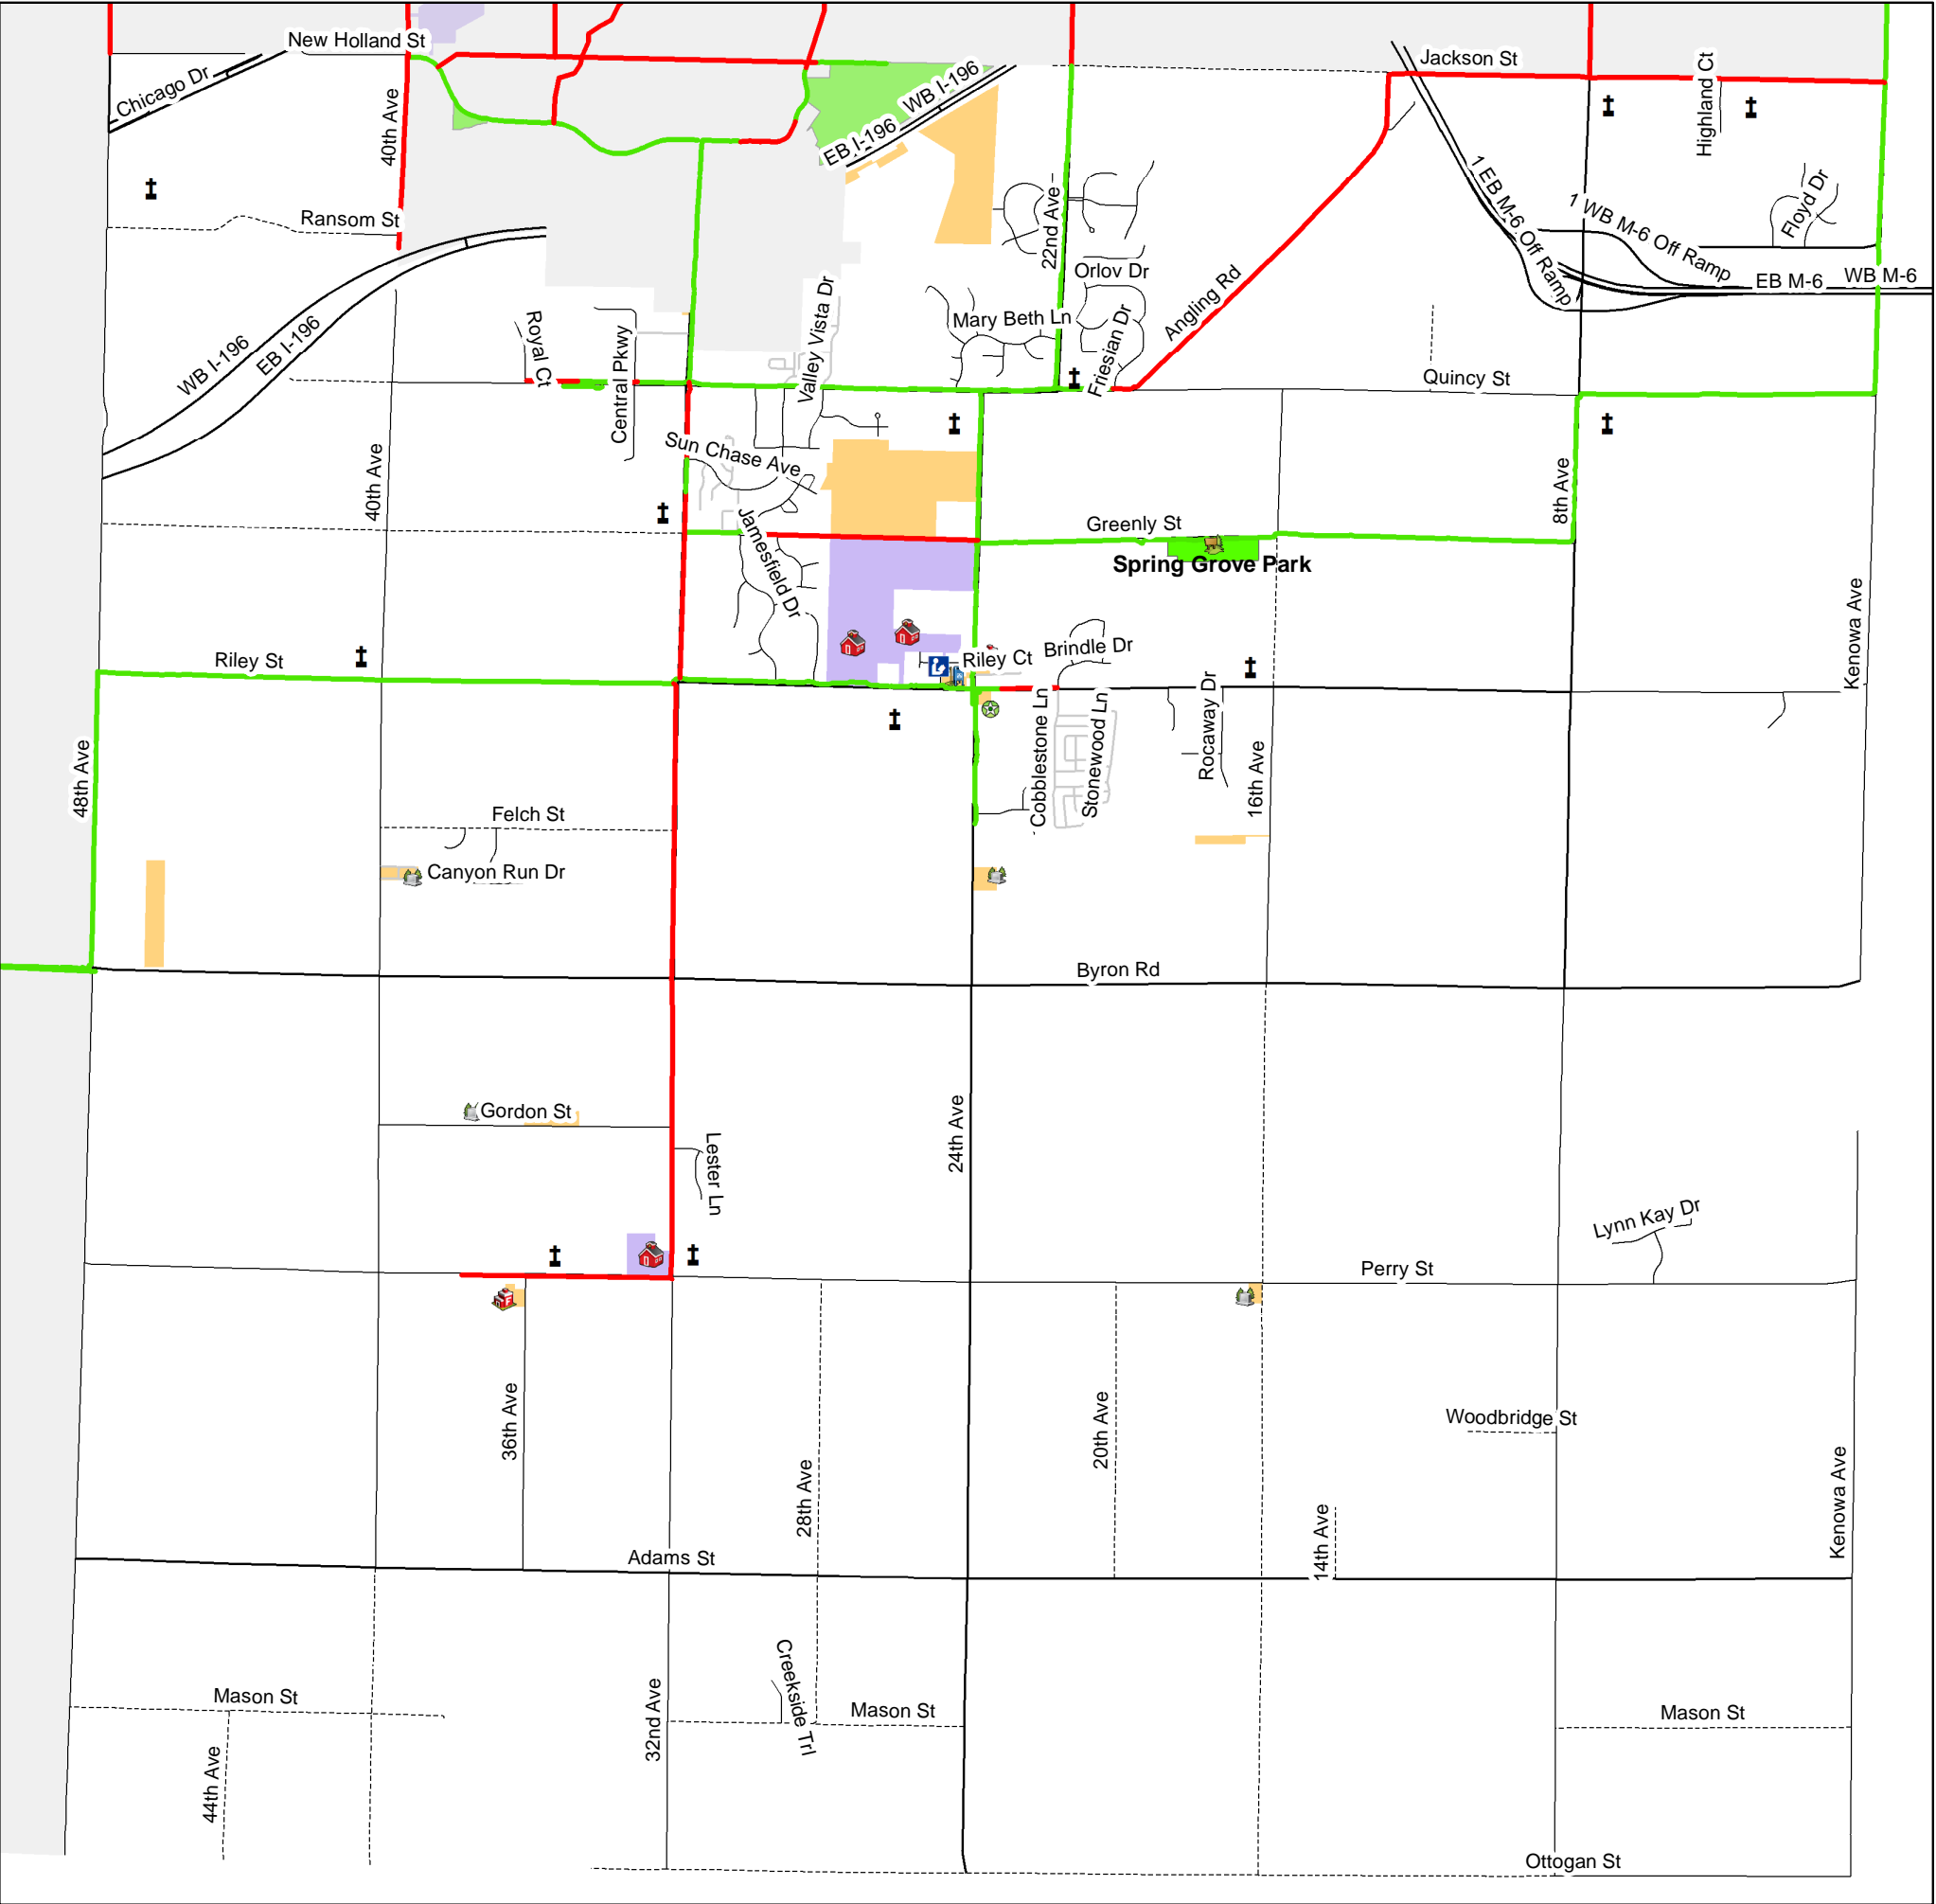 New Holland St
Jackson St
Chicago Dr
WB I-196
Highland Ct
40th Ave
EB I-196
1 EB M-6 Off Ramp
1 WB M-6 Off Ramp
Floyd Dr
Ransom St
22nd Ave
Orlov Dr
WB M-6
EB M-6
Valley Vista Dr
Angling Rd
Mary Beth Ln
Royal Ct
Central Pkwy
Friesian Dr
WB I-196
EB I-196
Quincy St
Sun Chase Ave
40th Ave
8th Ave
Greenly St
Jamesfield Dr
Spring Grove Park
Kenowa Ave
Riley St
Riley Ct
Brindle Dr
Cobblestone Ln
Stonewood Ln
Rocaway Dr
48th Ave
16th Ave
Felch St
Canyon Run Dr
Byron Rd
Gordon St
24th Ave
Lester Ln
Lynn Kay Dr
Perry St
36th Ave
20th Ave
Woodbridge St
28th Ave
14th Ave
Kenowa Ave
Adams St
Creekside Trl
Mason St
32nd Ave
Mason St
Mason St
44th Ave
Ottogan St